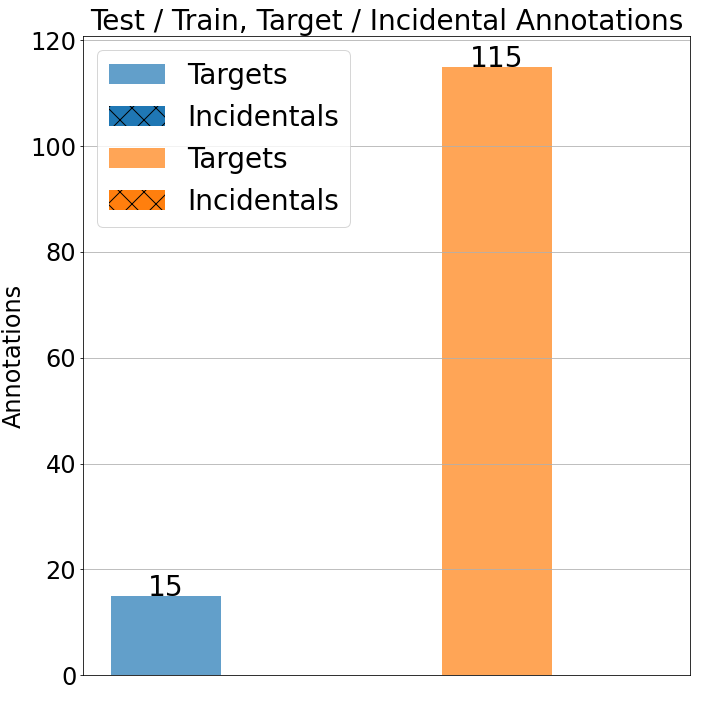 Test / Train, Target / Incidental Annotations
120
100
80
60
40
20
0
Annotations
Targets
Incidentals
Targets
Incidentals
15
115